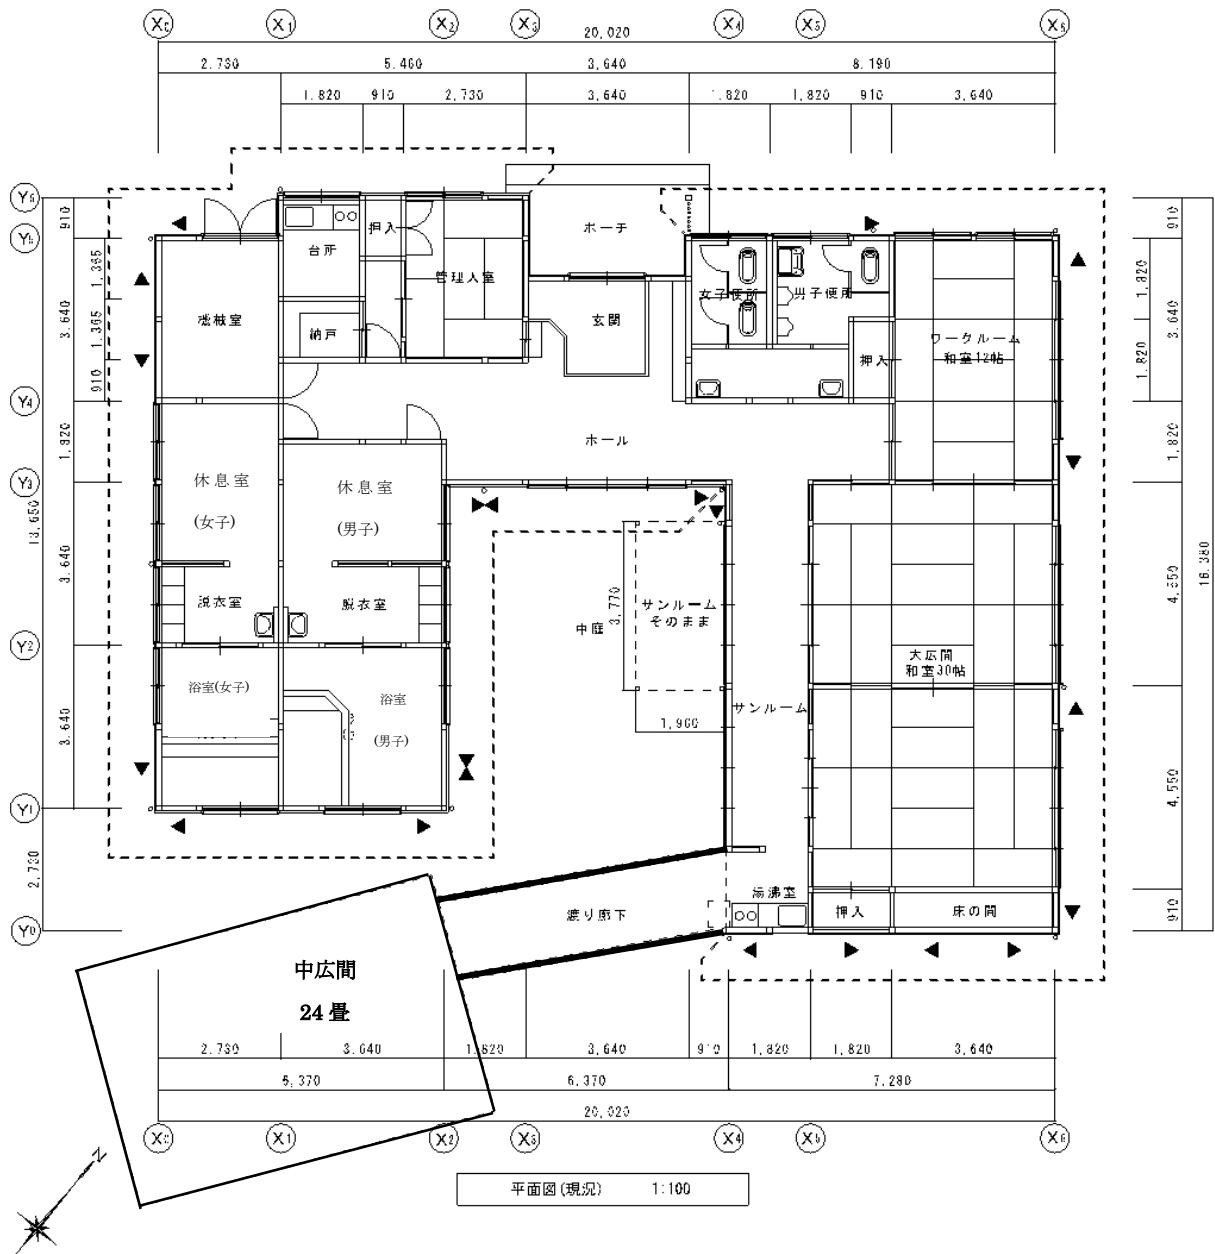 X0 X1 X2 X3 X4 X5 X6
20,020
2,730 5,460 3,640 8,190
1,820 910 2,730 3,640 1,820 1,820 910 3,640
Y5
910
910
ポーチ
押入
台所
Y5
管理人室
女子便所 男子便所
1,365
3,640
1,365
910
機械室
納戸
玄関
押入
ワークルーム
和室12帖
1,820
3,640
1,820
Y4
1,820
ホール
1,820
Y3
13,650
休息室
(女子)
休息室
(男子)
3,640
3,770
サンルーム
そのまま
中庭
4,550
16,380
脱衣室
脱衣室
Y2
大広間
和室30帖
浴室(女子)
浴室
(男子)
サンルーム
1,960
3,640
4,550
Y1
2,730
湯沸室
渡り廊下
押入
床の間
910
Y0
中広間
24 畳
2,730 3,640 1,820 3,640 910 1,820 1,820 3,640
6,370 7,280
20,020
X0 X1 X2 X3 X4 X5 X6
N
平面図(現況) 1:100